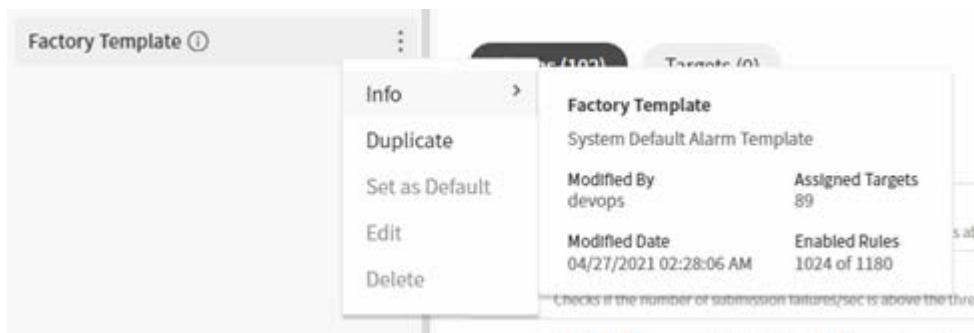 Factory Template
(102)
Targets (0)
Info
Duplicate
Set as Default
Edit
Delete
Factory Template
System Default Alarm Template
Modified By
devops
Assigned Targets
89
Modified Date
04/27/2021 02:28:06 AM
Enabled Rules
1024 of 1180
Checks if the number of submission failures/sec is above the thre